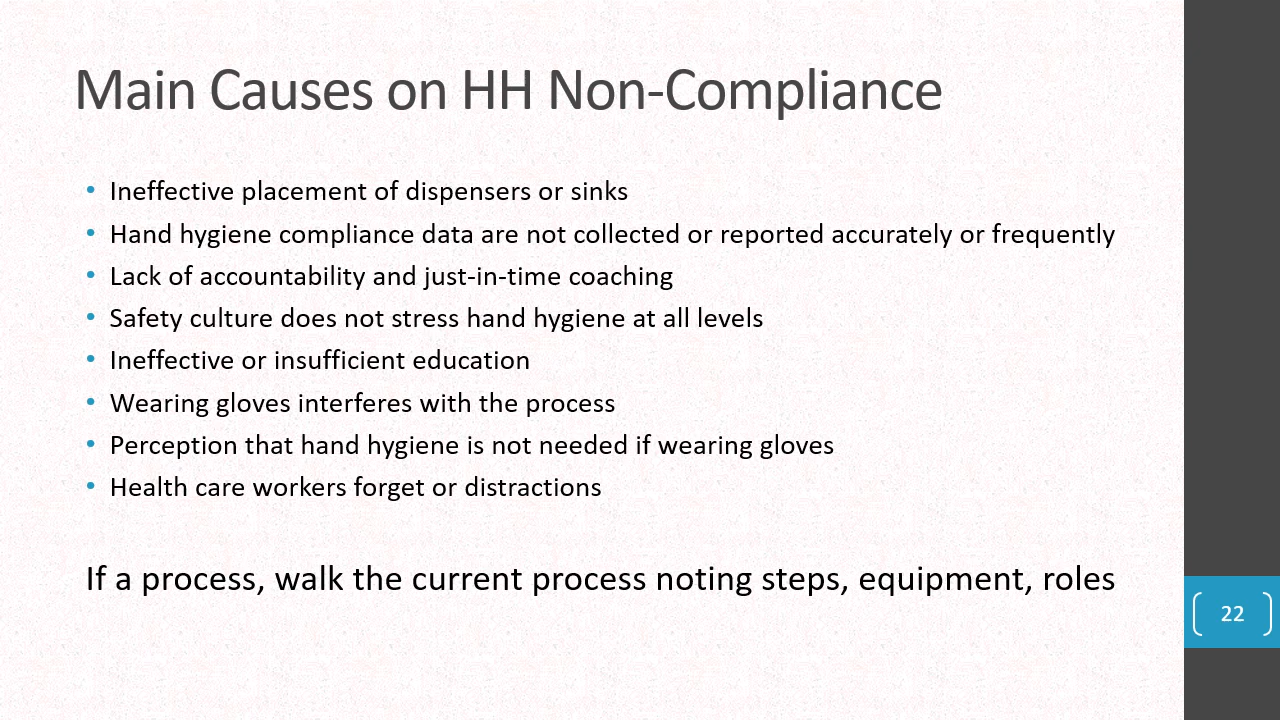 Main Causes on HH Non-Compliance
• Ineffective placement of dispensers or sinks
• Hand hygiene compliance data are not collected or reported accurately or frequently
• Lack of accountability and just-in-time coaching
• Safety culture does not stress hand hygiene at all levels
• Ineffective or insufficient education
• Wearing gloves interferes with the process
• Perception that hand hygiene is not needed if wearing gloves
• Health care workers forget or distractions
If a process, walk the current process noting steps, equipment, roles
22